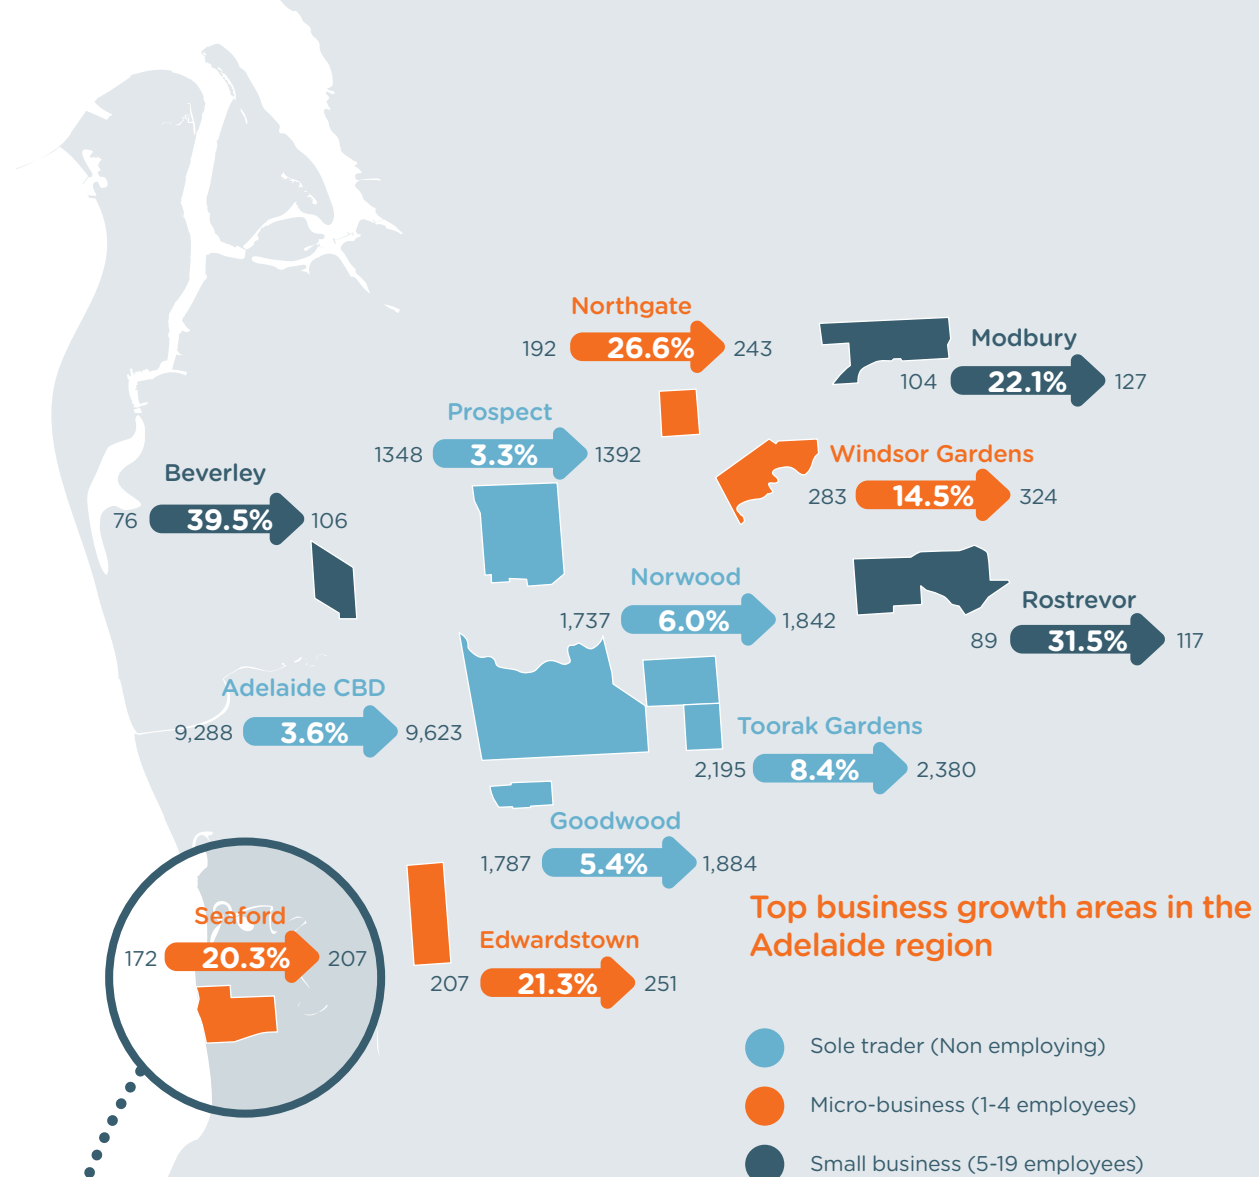 Northgate
192 26.6% 243
Modbury
104 22.1% 127
Prospect
1348 3.3% 1392
Windsor Gardens
283 14.5% 324
Beverley
76 39.5% 106
Norwood
1,737 6.0% 1,842
Rostrevor
89 31.5% 117
Adelaide CBD
9,288 3.6% 9,623
Toorak Gardens
2,195 8.4% 2,380
Goodwood
1,787 5.4% 1,884
Seaford
172 20.3% 207
Edwardstown
207 21.3% 251
Top business growth areas in the
Adelaide region
Sole trader (Non employing)
Micro-business (1-4 employees)
Small business (5-19 employees)